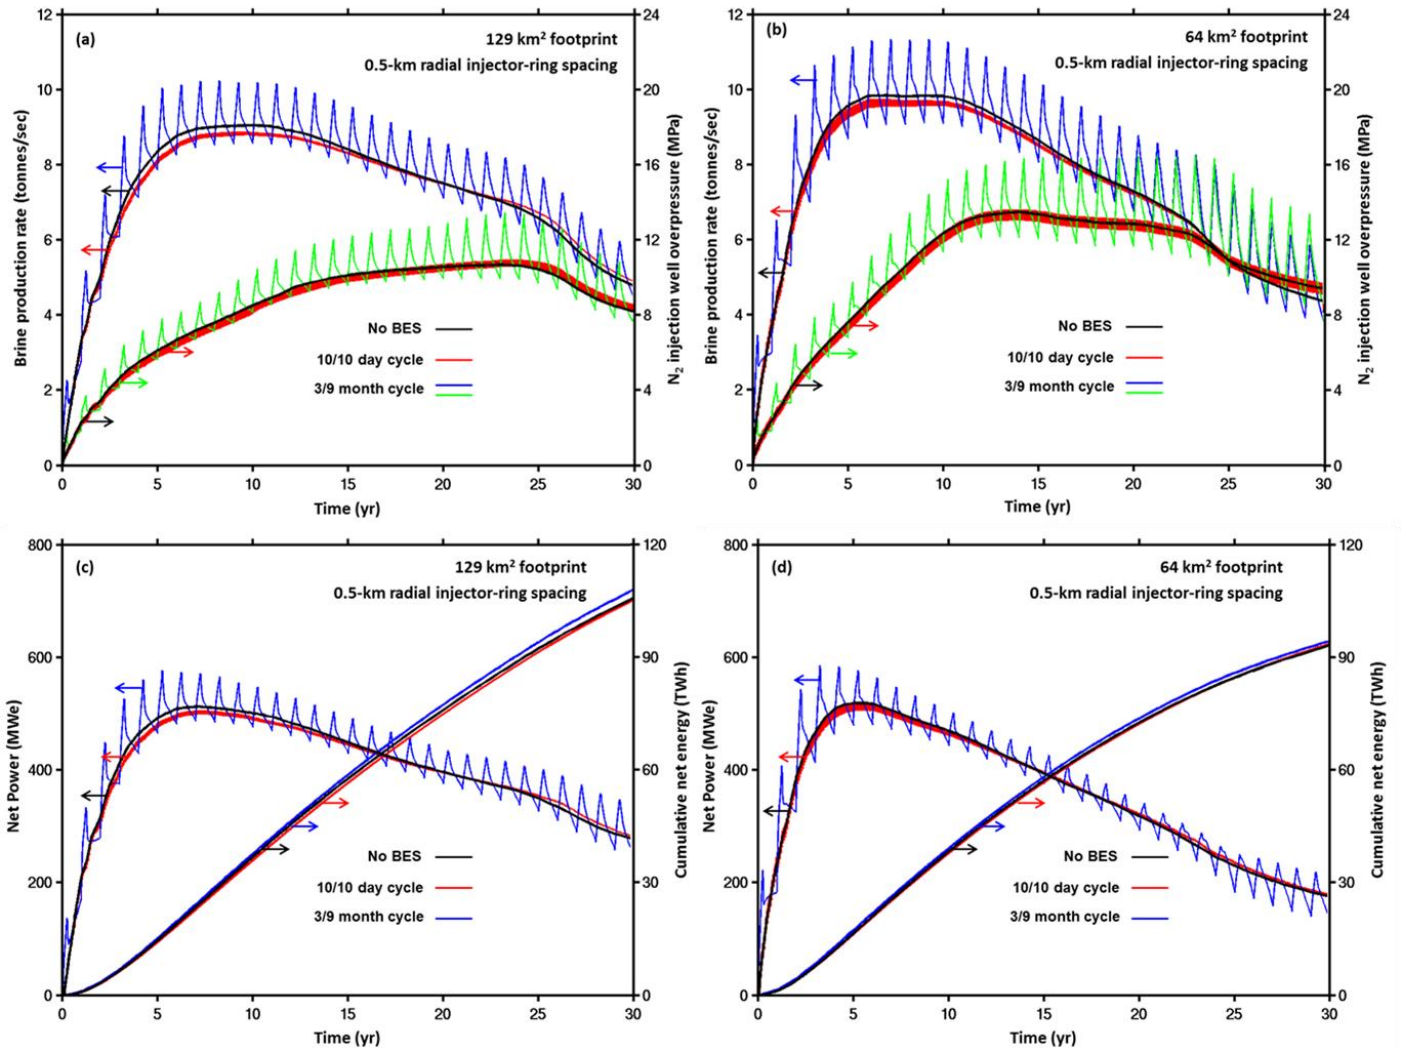 (a)
129 km² footprint
0.5-km radial injector-ring spacing
Brine production rate (tonnes/sec)
12
10
8
6
4
2
0
No BES
10/10 day cycle
3/9 month cycle
24
20
16
12
8
4
0
N₂ injection well overpressure (MPa)
0 5 10 15 20 25 30
Time (yr)
(b)
64 km² footprint
0.5-km radial injector-ring spacing
Brine production rate (tonnes/sec)
12
10
8
6
4
2
0
No BES
10/10 day cycle
3/9 month cycle
24
20
16
12
8
4
0
N₂ injection well overpressure (MPa)
0 5 10 15 20 25 30
Time (yr)
(c)
129 km² footprint
0.5-km radial injector-ring spacing
Net Power (MWe)
800
600
400
200
0
No BES
10/10 day cycle
3/9 month cycle
120
90
60
30
0
Cumulative net energy (TWh)
0 5 10 15 20 25 30
Time (yr)
(d)
64 km² footprint
0.5-km radial injector-ring spacing
Net Power (MWe)
800
600
400
200
0
No BES
10/10 day cycle
3/9 month cycle
120
90
60
30
0
Cumulative net energy (TWh)
0 5 10 15 20 25 30
Time (yr)